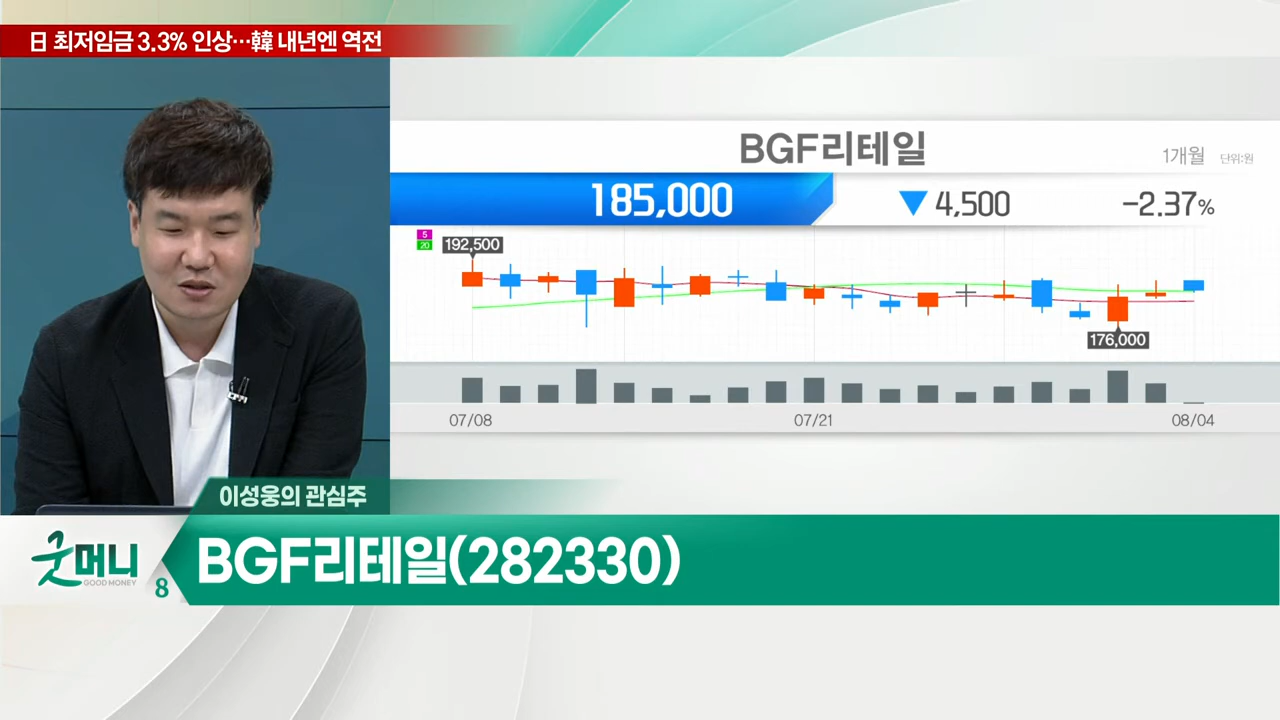 日 최저임금 3.3% 인상…韓 내년엔 역전
BGF리테일
1개월 단위:원
185,000 ▼ 4,500 -2.37%
5
20
192,500
176,000
07/08 07/21 08/04
이성웅의 관심주
굿머니
GOOD MONEY
8
BGF리테일(282330)